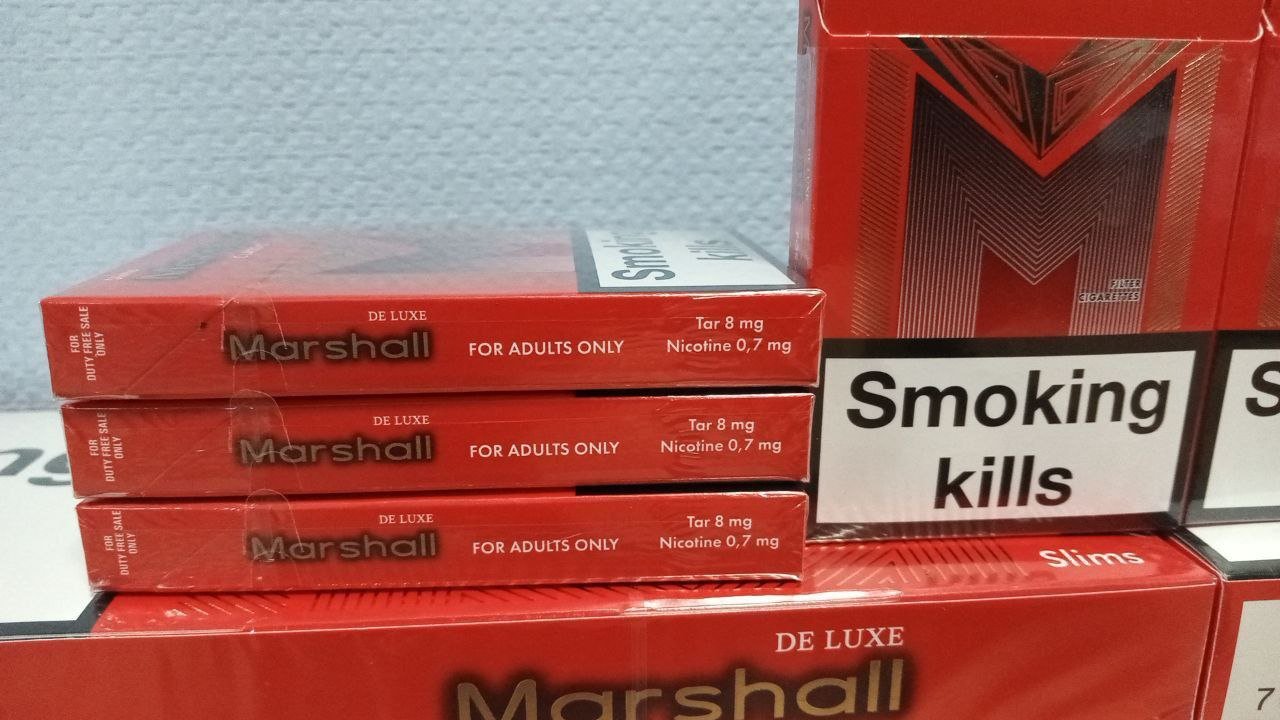 Smoking
kills
FOR
DUTY FREE SALE
ONLY
DE LUXE
Marshall
FOR ADULTS ONLY
Tar 8 mg
Nicotine 0,7 mg
FOR
DUTY FREE SALE
ONLY
DE LUXE
Marshall
FOR ADULTS ONLY
Tar 8 mg
Nicotine 0,7 mg
FOR
DUTY FREE SALE
ONLY
DE LUXE
Marshall
FOR ADULTS ONLY
Tar 8 mg
Nicotine 0,7 mg
M
FILTER
CIGARETTES
Smoking
kills
S
ng
Slims
DE LUXE
Marshall
7